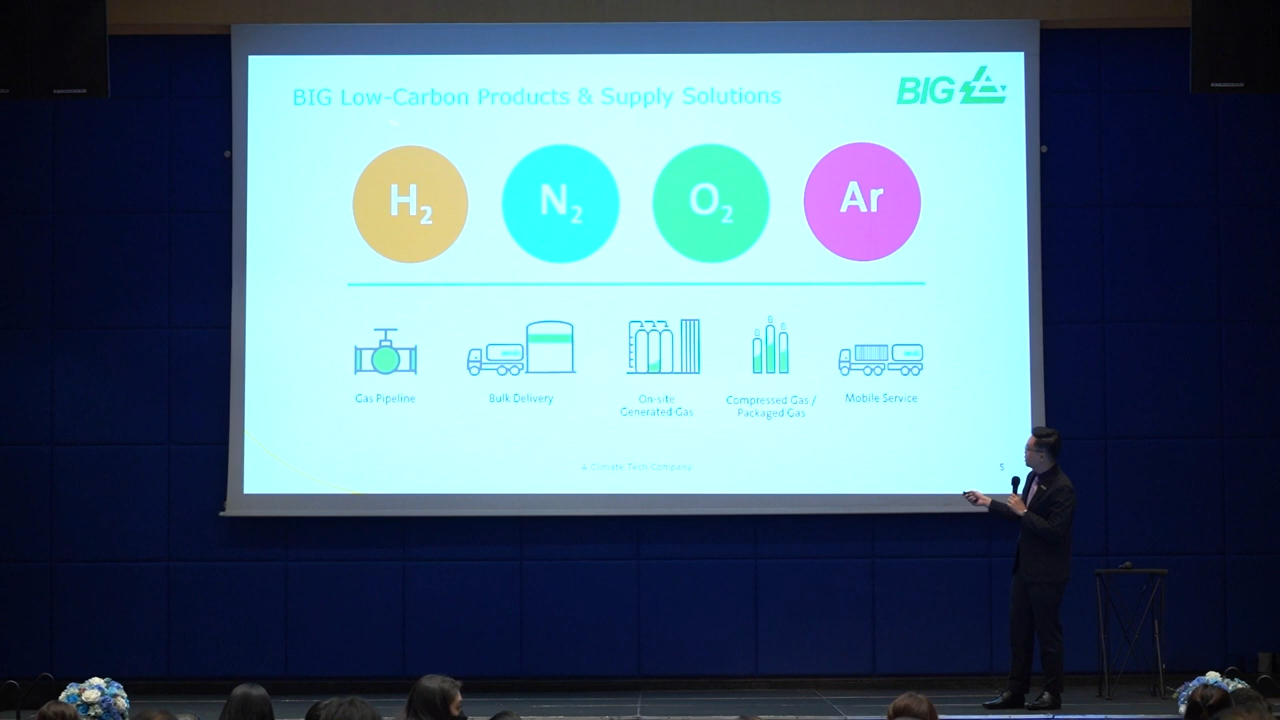 BIG Low-Carbon Products & Supply Solutions
BIG
H2
N2
O2
Ar
Gas Pipeline
Bulk Delivery
On-site
Generated Gas
Compressed Gas /
Packaged Gas
Mobile Service
A Climate Tech Company
5